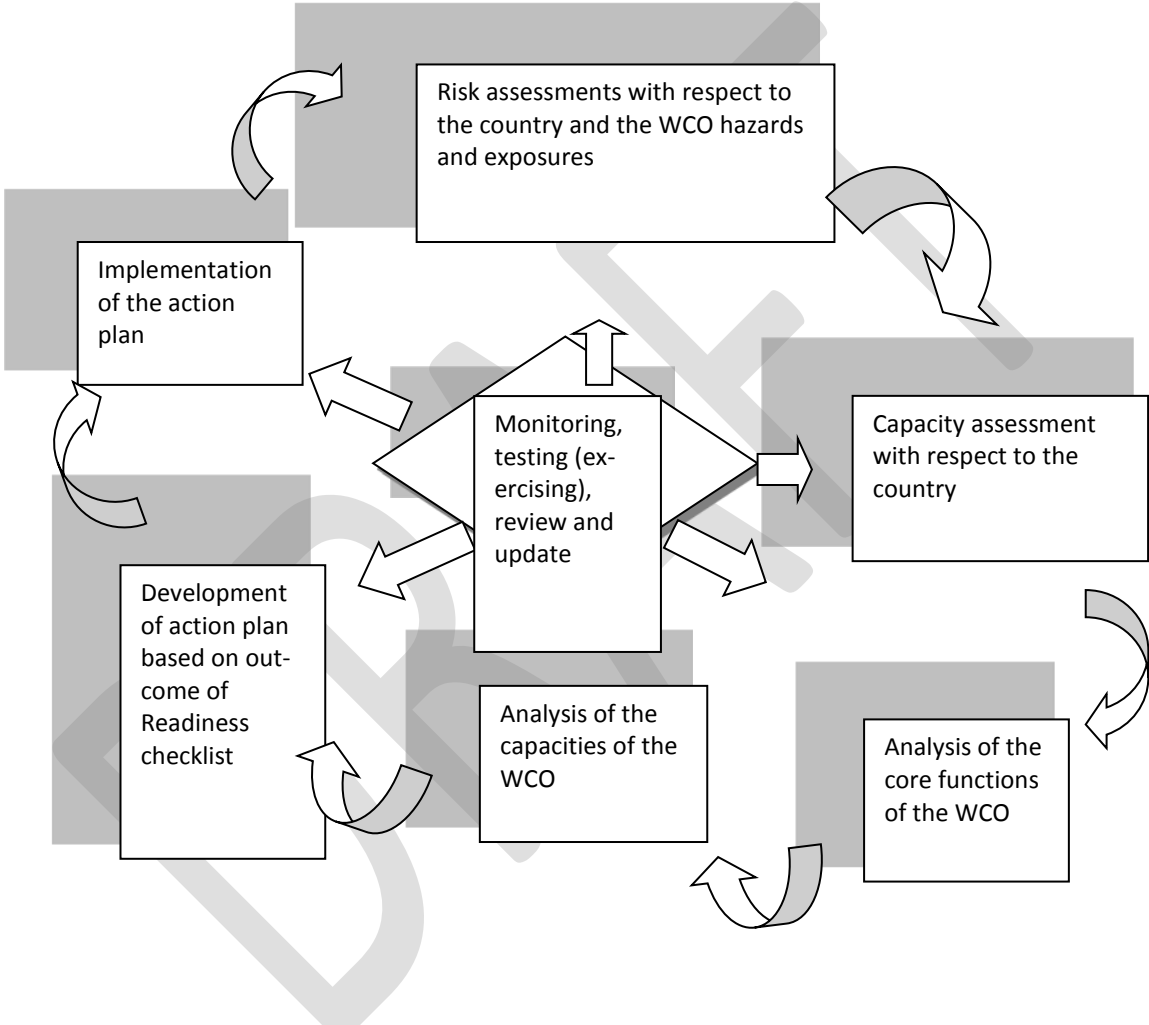 Risk assessments with respect to
the country and the WCO hazards
and exposures
Implementation
of the action
plan
Monitoring,
testing (ex-
ercising),
review and
update
Capacity assessment
with respect to the
country
Development
of action plan
based on out-
come of
Readiness
checklist
Analysis of the
capacities of the
WCO
Analysis of the
core functions
of the WCO
DRAFT